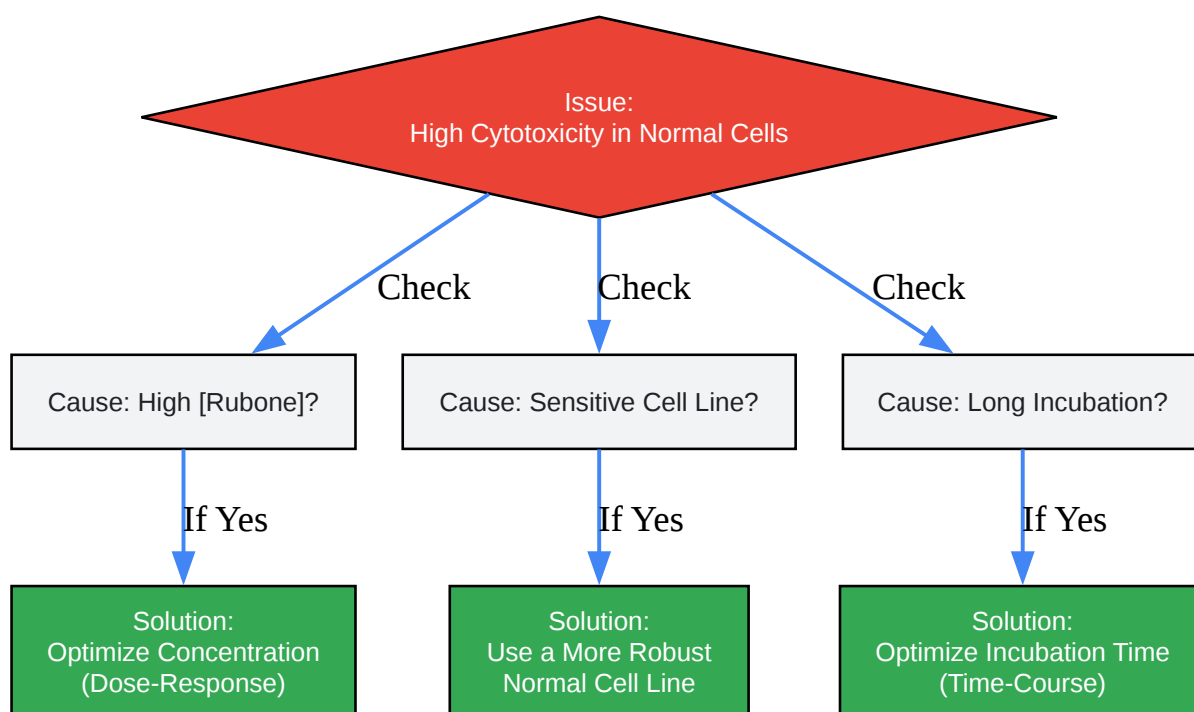 Issue:
High Cytotoxicity in Normal Cells
Check
Check
Check
Cause: High [Rubone]?
Cause: Sensitive Cell Line?
Cause: Long Incubation?
If Yes
If Yes
If Yes
Solution:
Optimize Concentration
(Dose-Response)
Solution:
Use a More Robust
Normal Cell Line
Solution:
Optimize Incubation Time
(Time-Course)